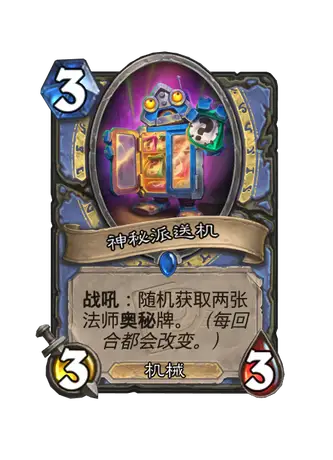 3
神秘派送机
战吼：随机获取两张
法师奥秘牌。（每回
合都会改变。）
3
机械
3